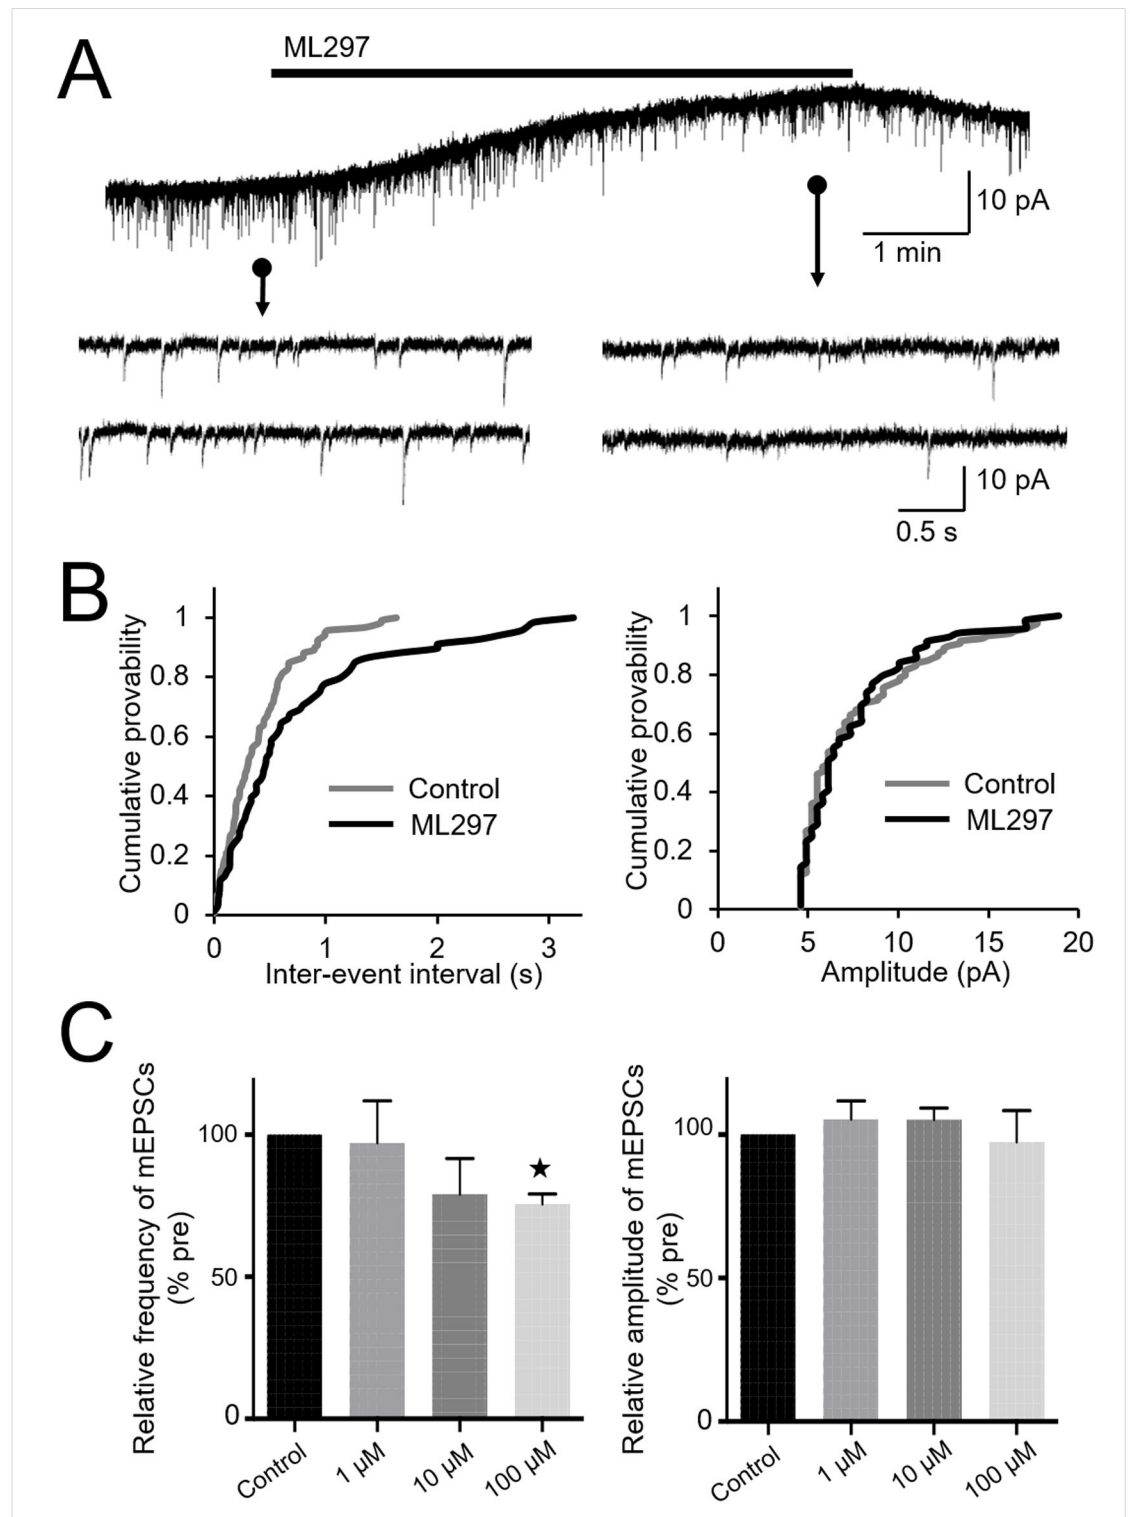 A
ML297
10 pA
1 min
10 pA
0.5 s
B
Cumulative provability
1
0.8
0.6
0.4
0.2
0
0
1
2
3
Inter-event interval (s)
Control
ML297
Cumulative provability
1
0.8
0.6
0.4
0.2
0
0
5
10
15
20
Amplitude (pA)
Control
ML297
C
Relative frequency of mEPSCs
(% pre)
100
50
0
Control
1 µM
10 µM
100 µM
Relative amplitude of mEPSCs
(% pre)
100
50
0
Control
1 µM
10 µM
100 µM